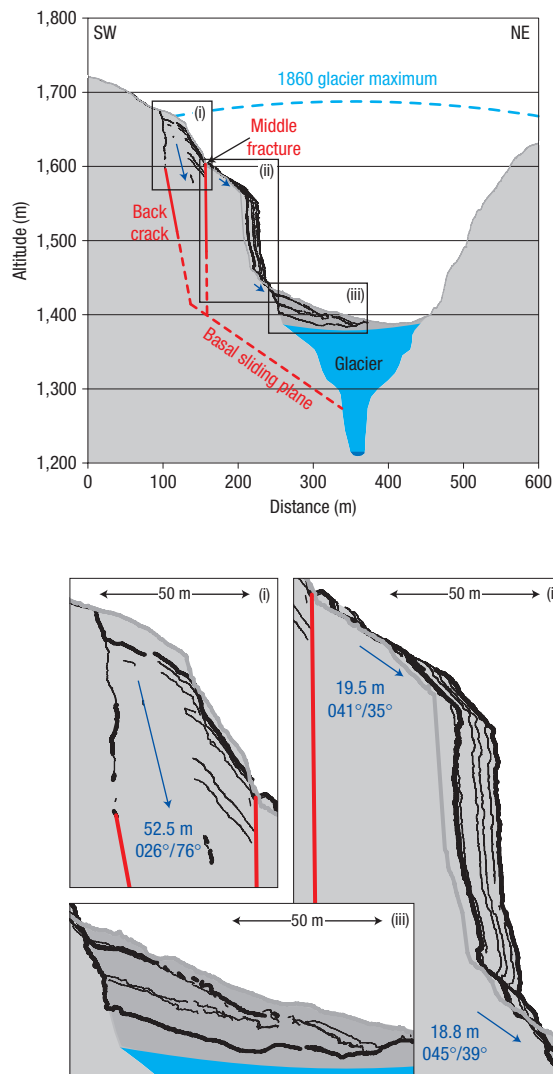 1,800
SW
NE
1860 glacier maximum
1,700
(i)
Middle
fracture
1,600
(ii)
Back
crack
1,500
Altitude (m)
(iii)
1,400
Basal sliding plane
Glacier
1,300
1,200
0
100
200
300
400
500
600
Distance (m)
50 m
(i)
52.5 m
026°/76°
50 m
(i
19.5 m
041°/35°
18.8 m
045°/39°
50 m
(iii)